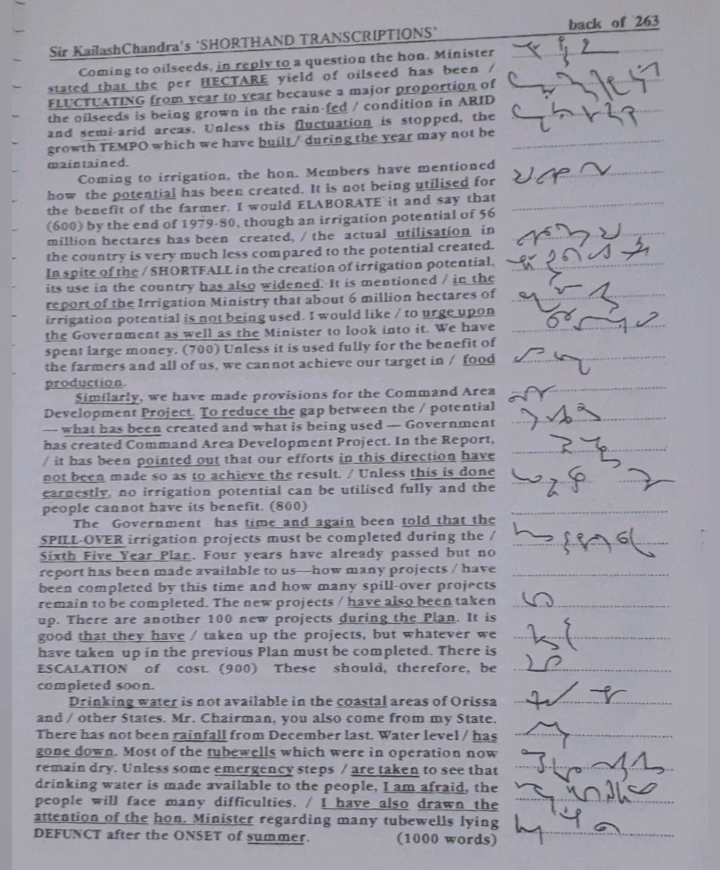 back of 263
Sir KailashChandra's 'SHORTHAND TRANSCRIPTIONS'
Coming to oilseeds, in reply to a question the hon. Minister
stated that the per HECTARE yield of oilseed has been /
FLUCTUATING from year to year because a major proportion of
the oilseeds is being grown in the rain-fed / condition in ARID
and semi-arid areas. Unless this fluctuation is stopped, the
growth TEMPO which we have built / during the year may not be
maintained.
Coming to irrigation, the hon. Members have mentioned
how the potential has been created. It is not being utilised for
the benefit of the farmer. I would ELABORATE it and say that
(600) by the end of 1979-80, though an irrigation potential of 56
million hectares has been created, / the actual utilisation in
the country is very much less compared to the potential created.
In spite of the / SHORTFALL in the creation of irrigation potential,
its use in the country has also widened. It is mentioned / in the
report of the Irrigation Ministry that about 6 million hectares of
irrigation potential is not being used. I would like / to urge upon
the Government as well as the Minister to look into it. We have
spent large money. (700) Unless it is used fully for the benefit of
the farmers and all of us, we cannot achieve our target in / food
production.
Similarly, we have made provisions for the Command Area
Development Project. To reduce the gap between the / potential
— what has been created and what is being used — Government
has created Command Area Development Project. In the Report,
/ it has been pointed out that our efforts in this direction have
not been made so as to achieve the result. / Unless this is done
earnestly, no irrigation potential can be utilised fully and the
people cannot have its benefit. (800)
The Government has time and again been told that the
SPILL-OVER irrigation projects must be completed during the /
Sixth Five Year Plan. Four years have already passed but no
report has been made available to us—how many projects / have
been completed by this time and how many spill-over projects
remain to be completed. The new projects / have also been taken
up. There are another 100 new projects during the Plan. It is
good that they have / taken up the projects, but whatever we
have taken up in the previous Plan must be completed. There is
ESCALATION of cost. (900) These should, therefore, be
completed soon.
Drinking water is not available in the coastal areas of Orissa
and / other States. Mr. Chairman, you also come from my State.
There has not been rainfall from December last. Water level / has
gone down. Most of the tubewells which were in operation now
remain dry. Unless some emergency steps / are taken to see that
drinking water is made available to the people, I am afraid, the
people will face many difficulties. / I have also drawn the
attention of the hon. Minister regarding many tubewells lying
DEFUNCT after the ONSET of summer. (1000 words)